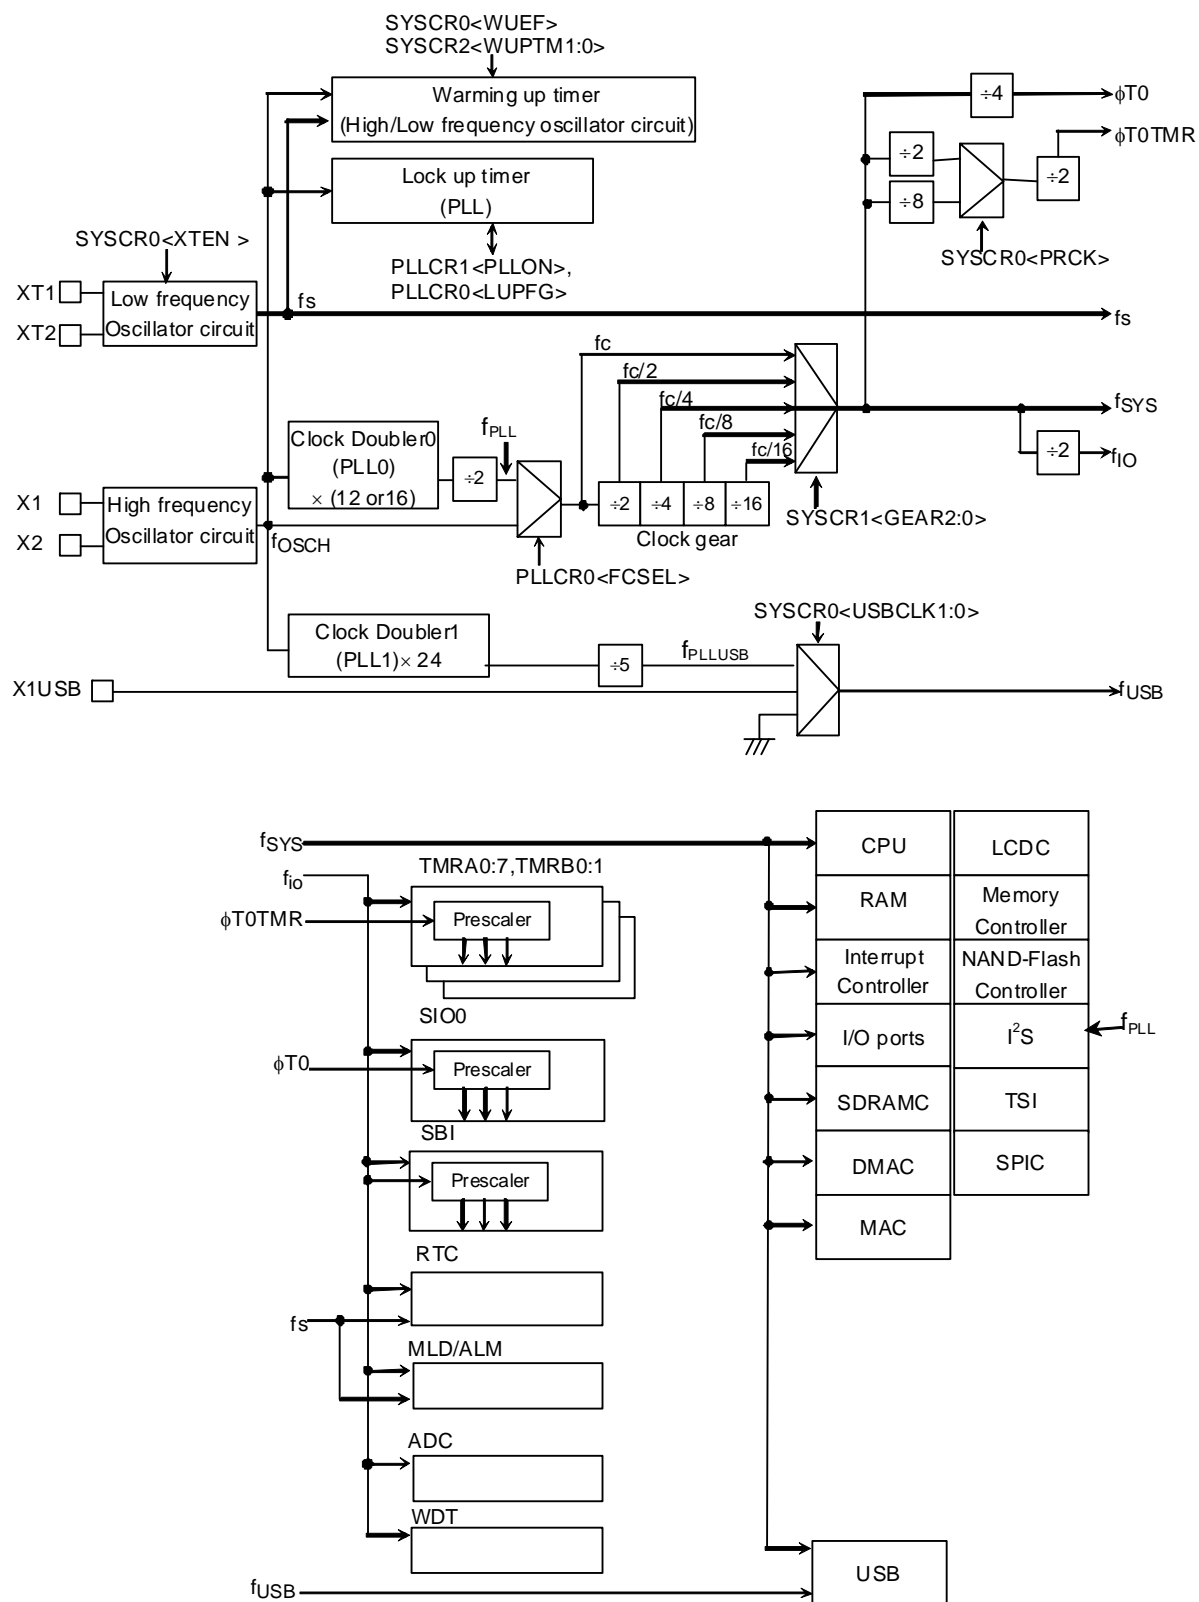 SYSCR0<WUEF>
SYSCR2<WUPTM1:0>
Warming up timer
(High/Low frequency oscillator circuit)
÷4
ϕT0
ϕT0TMR
÷2
÷2
÷8
Lock up timer
(PLL)
SYSCR0<XTEN >
SYSCR0<PRCK>
PLLCR1<PLLON>,
PLLCR0<LUPFG>
XT1
XT2
Low frequency
Oscillator circuit
fs
fs
fc
fc/2
fc/4
fc/8
fc/16
fSYS
÷2
fIO
Clock Doubler0
(PLL0)
× (12 or16)
÷2
fPLL
X1
X2
High frequency
Oscillator circuit
fOSCH
÷2
÷4
÷8
÷16
Clock gear
SYSCR1<GEAR2:0>
PLLCR0<FCSEL>
SYSCR0<USBCLK1:0>
Clock Doubler1
(PLL1)× 24
÷5
fPLLUSB
X1USB
fUSB
fSYS
CPU
LCDC
fio
TMRA0:7,TMRB0:1
ϕT0TMR
Prescaler
RAM
Memory
Controller
Interrupt
Controller
NAND-Flash
Controller
SIO0
I/O ports
I²S
fPLL
ϕT0
Prescaler
SDRAMC
TSI
SBI
Prescaler
DMAC
SPIC
MAC
RTC
fs
MLD/ALM
ADC
WDT
USB
fUSB